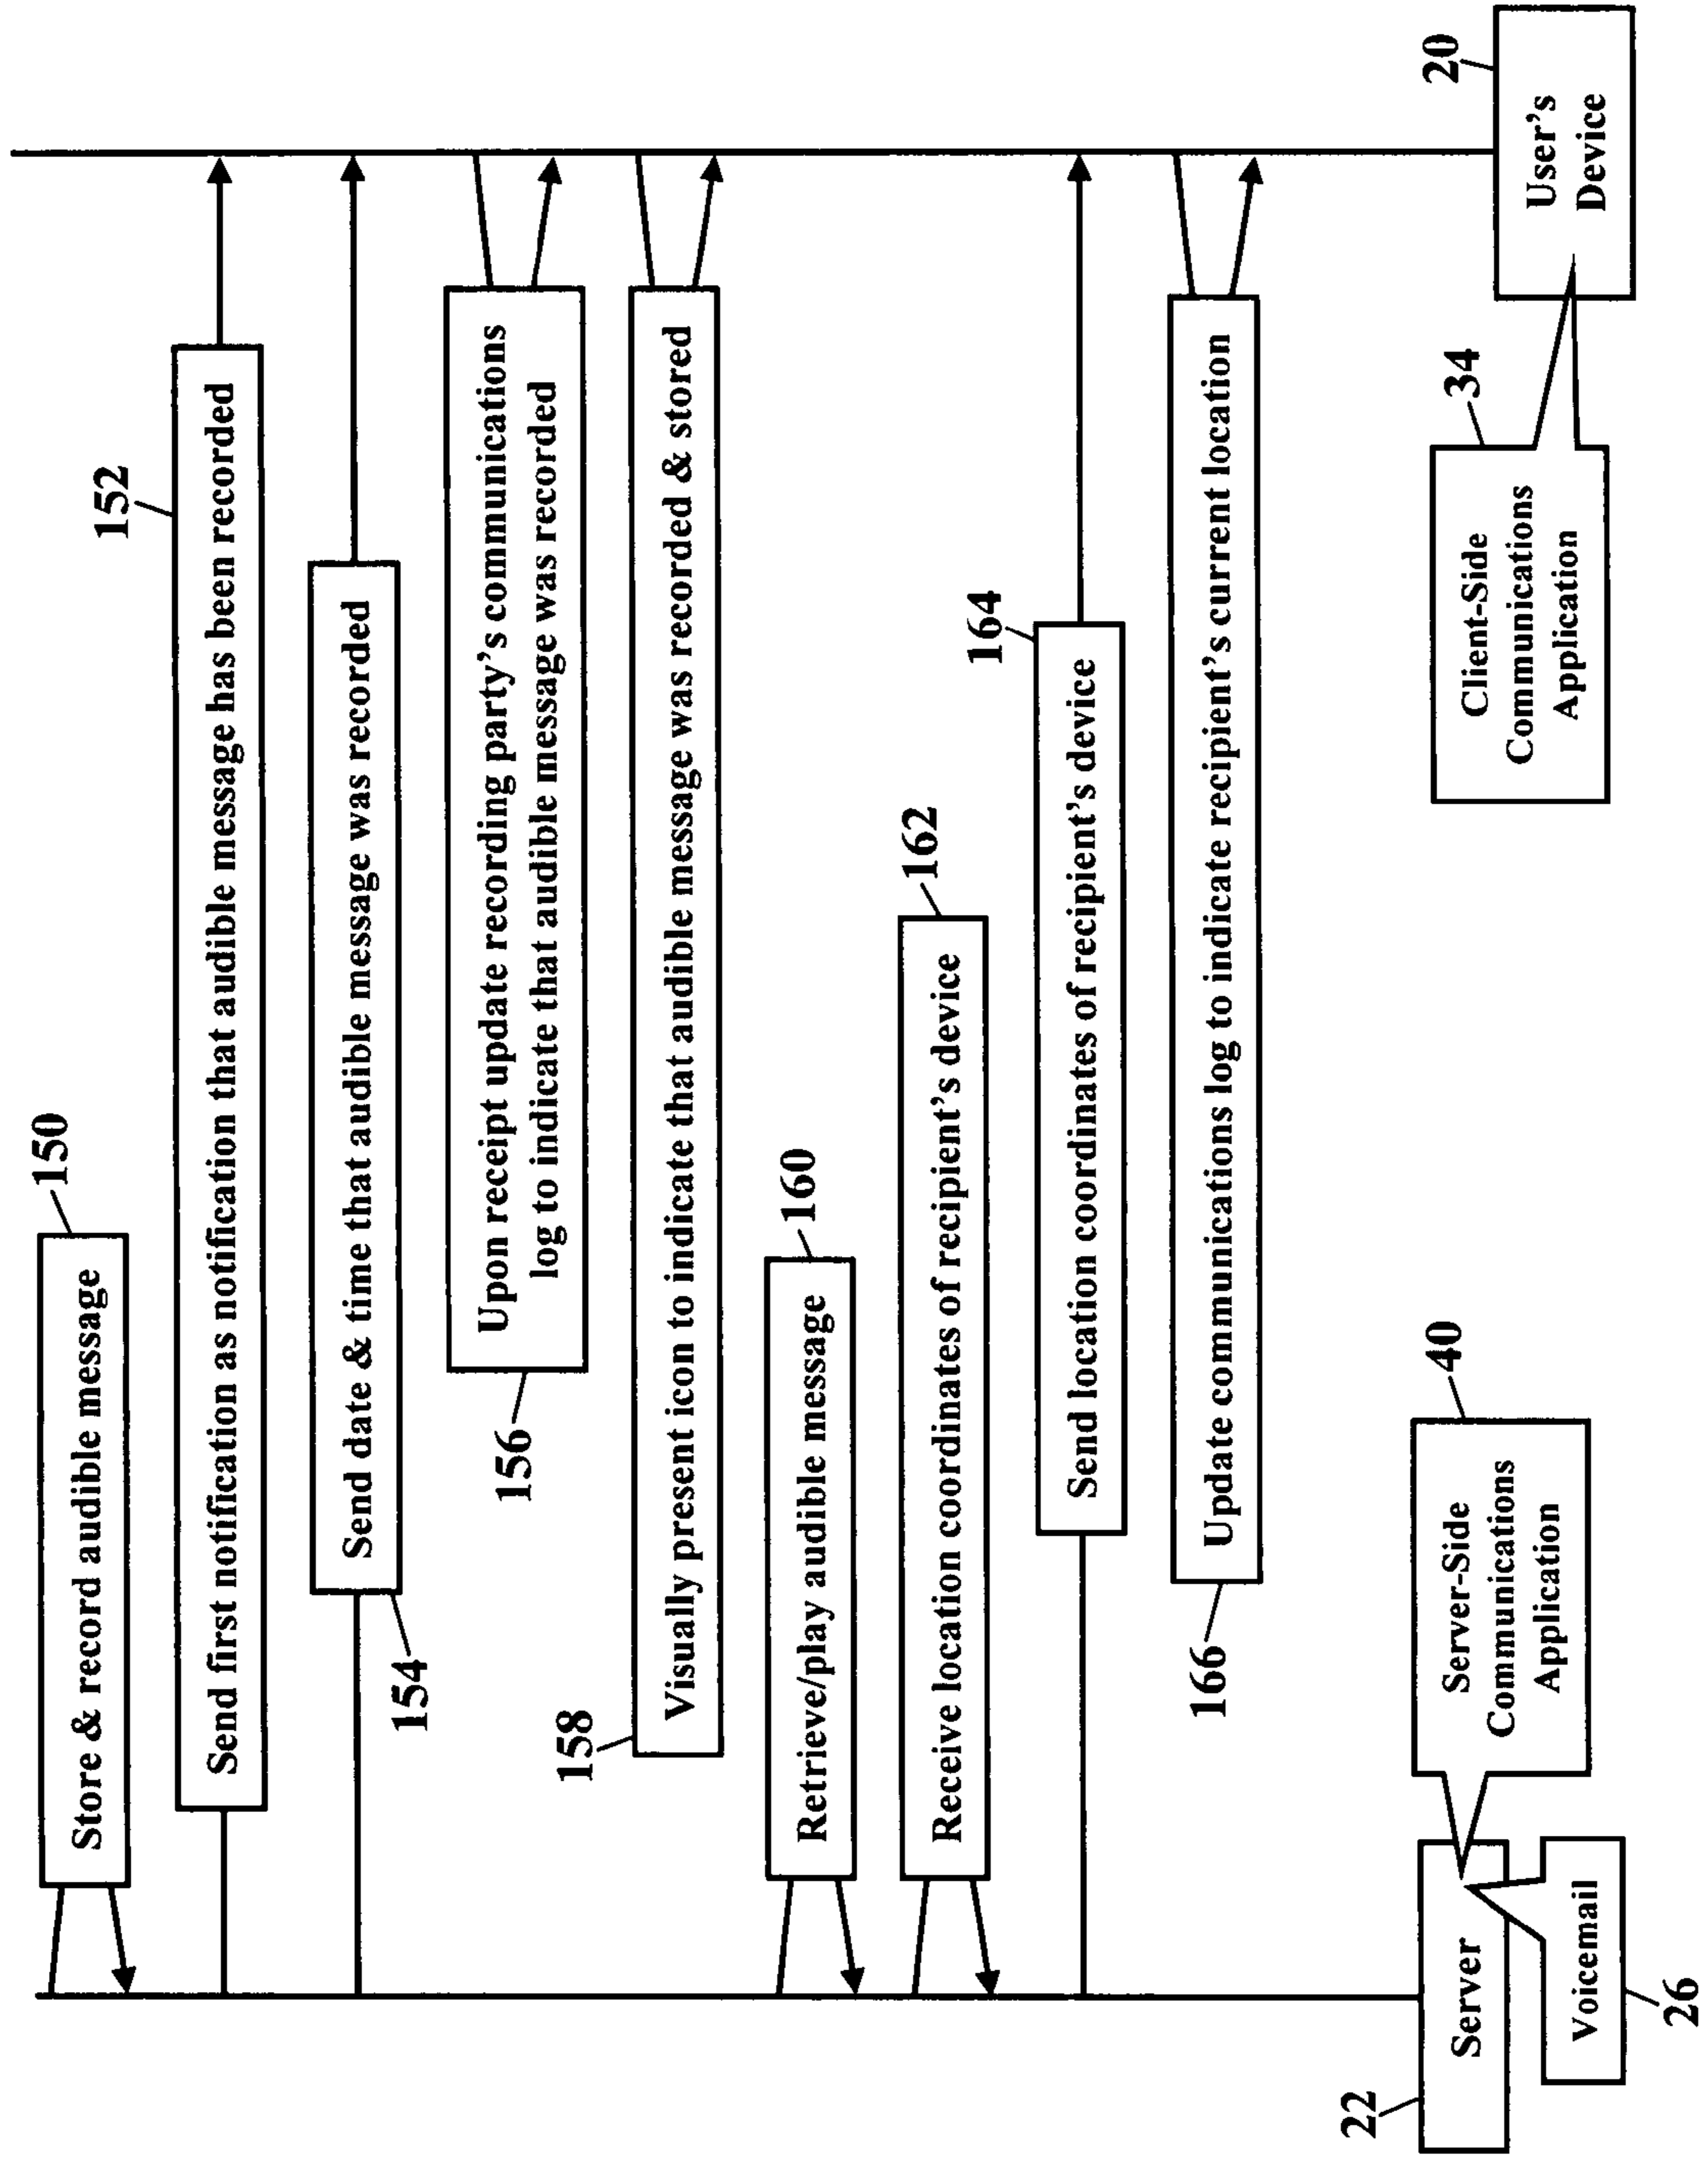 150
Store & record audible message
152
Send first notification as notification that audible message has been recorded
Send date & time that audible message was recorded
154
Upon receipt update recording party's communications
log to indicate that audible message was recorded
156
Visually present icon to indicate that audible message was recorded & stored
158
160
Retrieve/play audible message
162
Receive location coordinates of recipient's device
164
Send location coordinates of recipient's device
Update communications log to indicate recipient's current location
166
22
Server
Voicemail
26
40
Server-Side
Communications
Application
34
Client-Side
Communications
Application
20
User's
Device